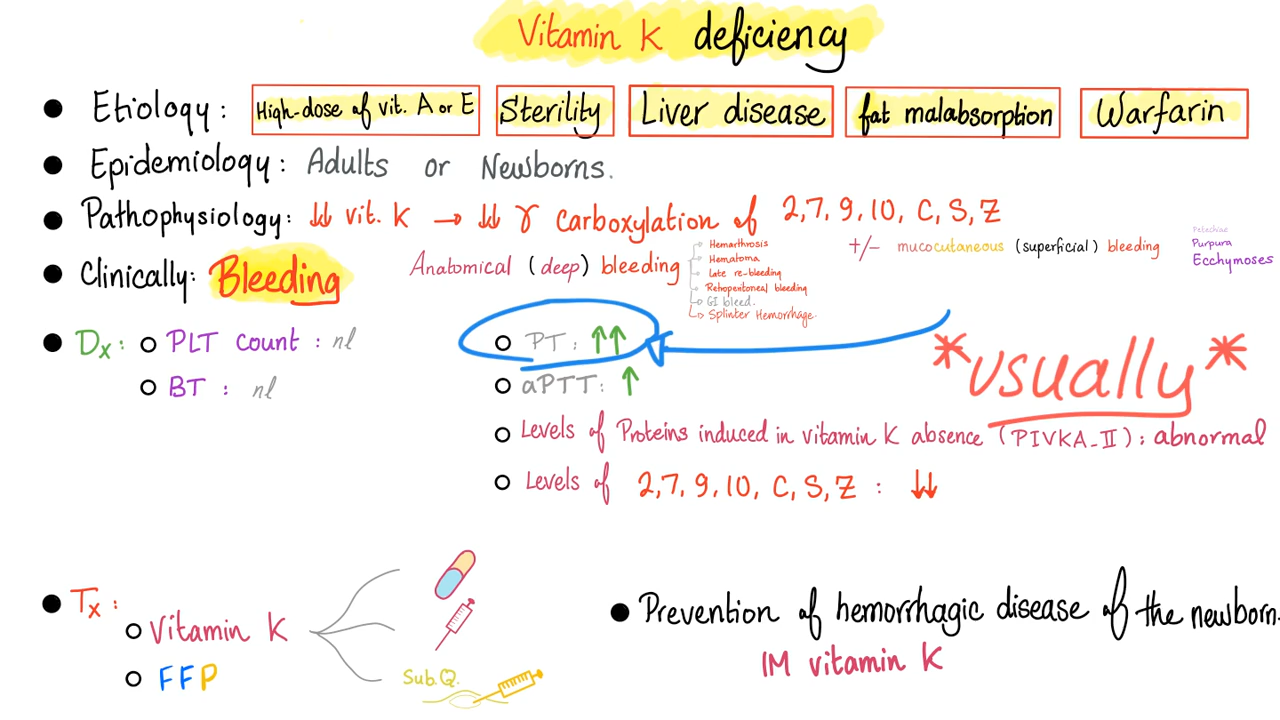 Vitamin K deficiency
● Etiology: High-dose of vit. A or E Sterility Liver disease fat malabsorption Warfarin
● Epidemiology: Adults or Newborns.
● Pathophysiology: ↓↓ vit. K → ↓↓ γ carboxylation of 2,7,9,10, C, S, Z
● Clinically: Bleeding
Anatomical (deep) bleeding
Hemarthrosis
Hematoma
Late re-bleeding
Rehoperitoneal bleeding
GI bleed.
Splinter Hemorrhage.
+/- mucocutaneous (superficial) bleeding
Petechiae
Purpura
Ecchymoses
● Dx: ○ PLT count: nl
○ BT: nl
○ PT: ↑↑
*usually*
○ aPTT: ↑
○ Levels of Proteins induced in vitamin K absence (PIVKA_II): abnormal
○ Levels of 2,7,9,10, C, S, Z: ↓↓
● Tx:
○ Vitamin K
Sub.Q.
○ FFP
● Prevention of hemorrhagic disease of the newborn.
IM vitamin K